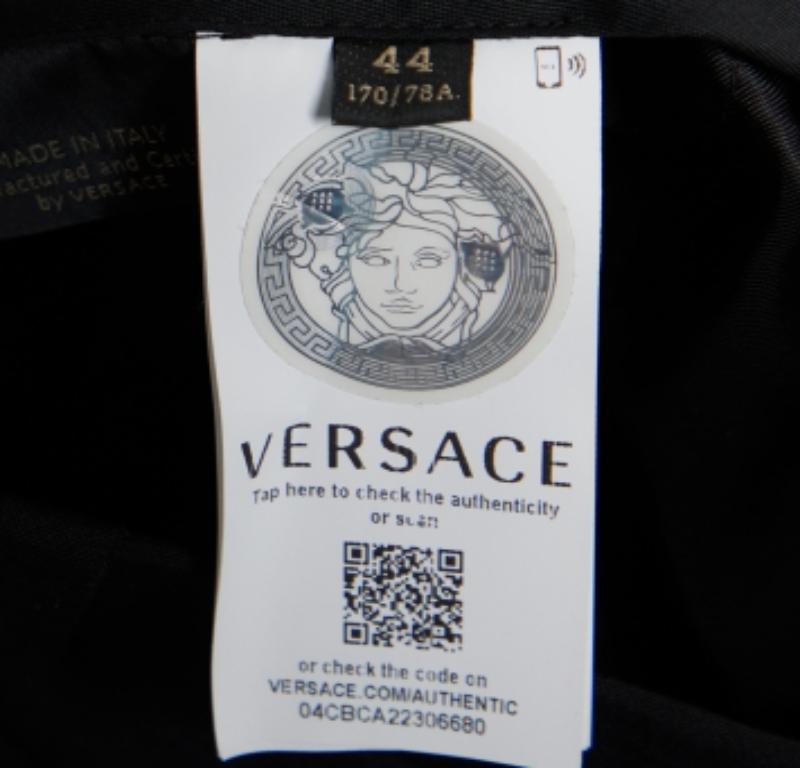 44
170/78A.
MADE IN ITALY
and
by VERSACE
VERSACE
Tap here to check the authenticity
or scan
or check the code on
VERSACE.COM/AUTHENTIC
04CBCA22306680